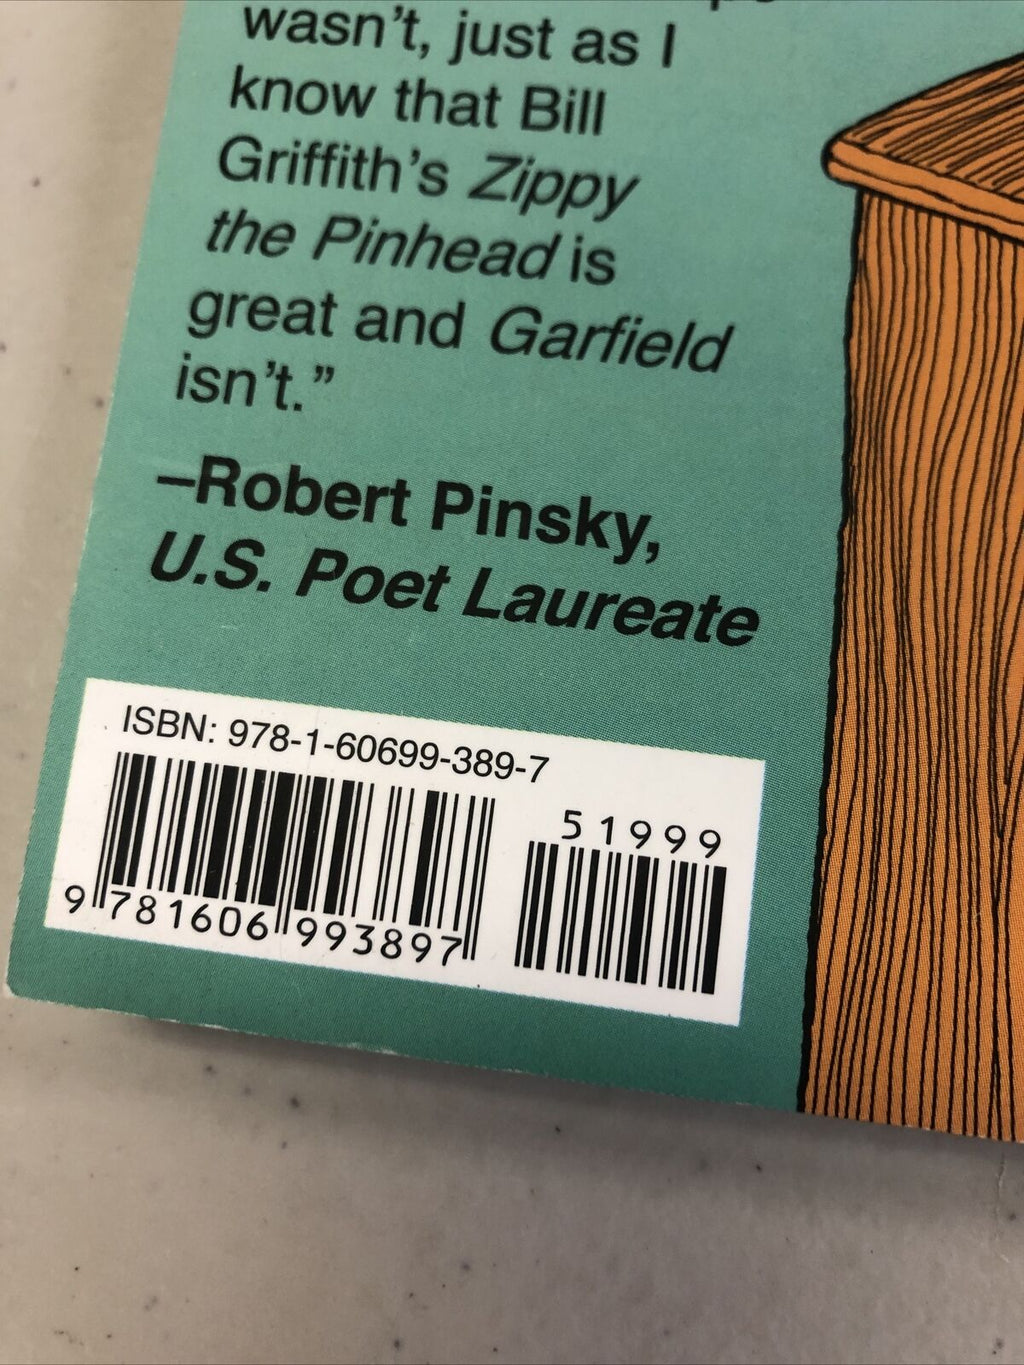 wasn't, just as I
know that Bill
Griffith's Zippy
the Pinhead is
great and Garfield
isn't.”
–Robert Pinsky,
U.S. Poet Laureate
ISBN: 978-1-60699-389-7
51999
9 781606 993897